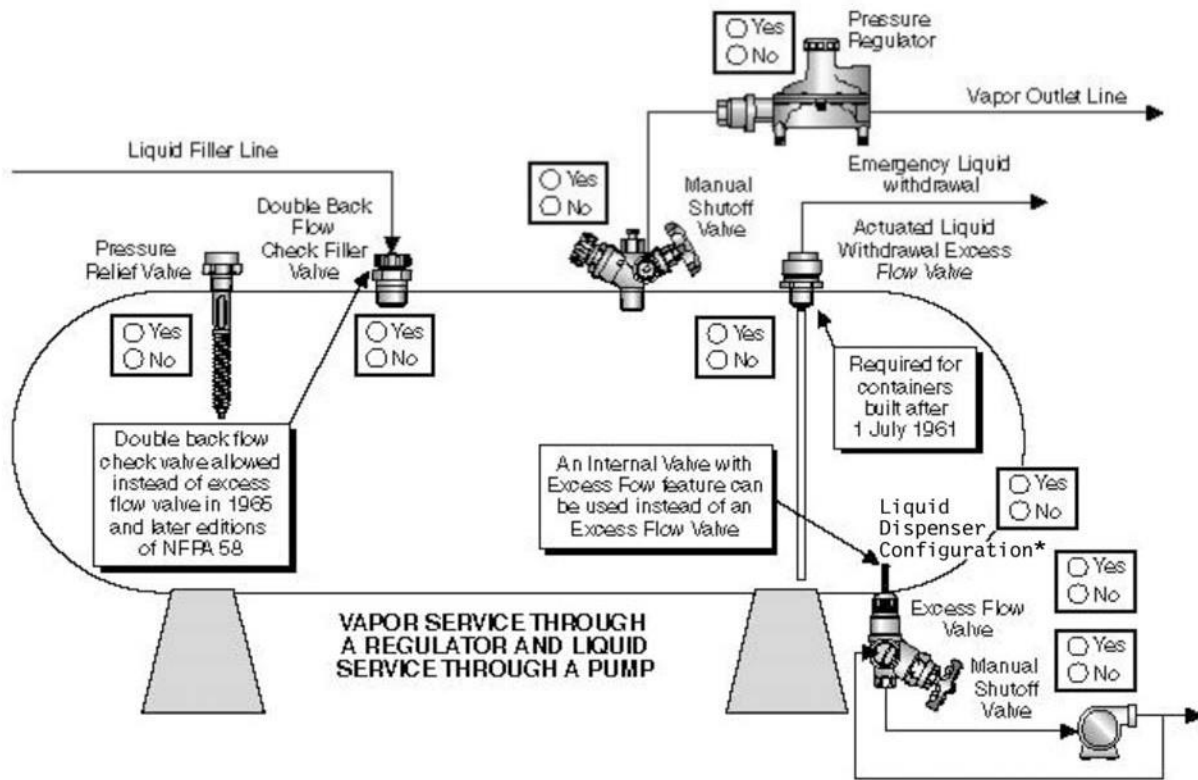 Yes
No
Pressure
Regulator
Vapor Outlet Line
Liquid Filler Line
Yes
No
Manual
Shutoff
Valve
Emergency Liquid
withdrawal
Double Back
Flow
Check Filler
Valve
Pressure
Relief Valve
Actuated Liquid
Withdrawal Excess
Flow Valve
Yes
No
Yes
No
Yes
No
Required for
containers
built after
1 July 1961
Double back flow
check valve allowed
instead of excess
flow valve in 1965
and later editions
of NFPA 58
An Internal Valve with
Excess Fow feature can
be used instead of an
Excess Flow Valve
Yes
No
Liquid
Dispenser
Configuration*
Yes
No
Excess Flow
Valve
VAPOR SERVICE THROUGH
A REGULATOR AND LIQUID
SERVICE THROUGH A PUMP
Yes
No
Manual
Shutoff
Valve